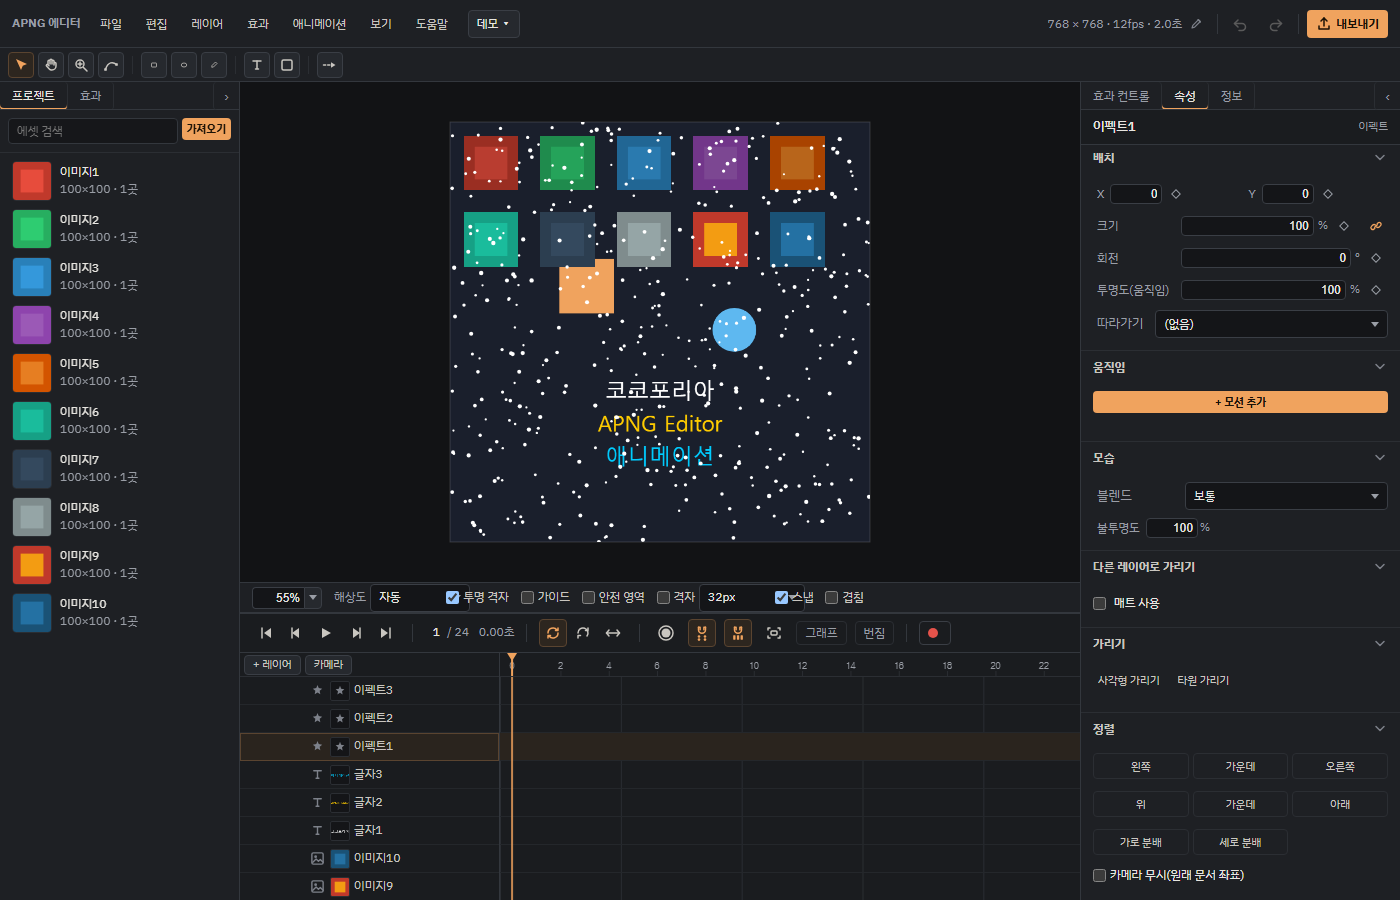 APNG 에디터 파일 편집 레이어 효과 애니메이션 보기 도움말 데모 768 × 768 · 12fps · 2.0초 내보내기
T
프로젝트 효과 ›
에셋 검색 가져오기
이미지1
100×100 · 1곳
이미지2
100×100 · 1곳
이미지3
100×100 · 1곳
이미지4
100×100 · 1곳
이미지5
100×100 · 1곳
이미지6
100×100 · 1곳
이미지7
100×100 · 1곳
이미지8
100×100 · 1곳
이미지9
100×100 · 1곳
이미지10
100×100 · 1곳
코코포리아
APNG Editor
애니메이션
55% 해상도 자동 투명 격자 가이드 안전 영역 격자 32px 스냅 겹침
1 / 24 0.00초 그래프 번짐
+ 레이어 카메라 0 2 4 6 8 10 12 14 16 18 20 22
이펙트3
이펙트2
이펙트1
T 글자3
T 글자2
T 글자1
이미지10
이미지9
효과 컨트롤 속성 정보 ‹
이펙트1 이펙트
배치
X 0 Y 0
크기 100 %
회전 0 °
투명도(움직임) 100 %
따라가기 (없음)
움직임
+ 모션 추가
모습
블렌드 보통
불투명도 100 %
다른 레이어로 가리기
매트 사용
가리기
사각형 가리기 타원 가리기
정렬
왼쪽 가운데 오른쪽
위 가운데 아래
가로 분배 세로 분배
카메라 무시(원래 문서 좌표)